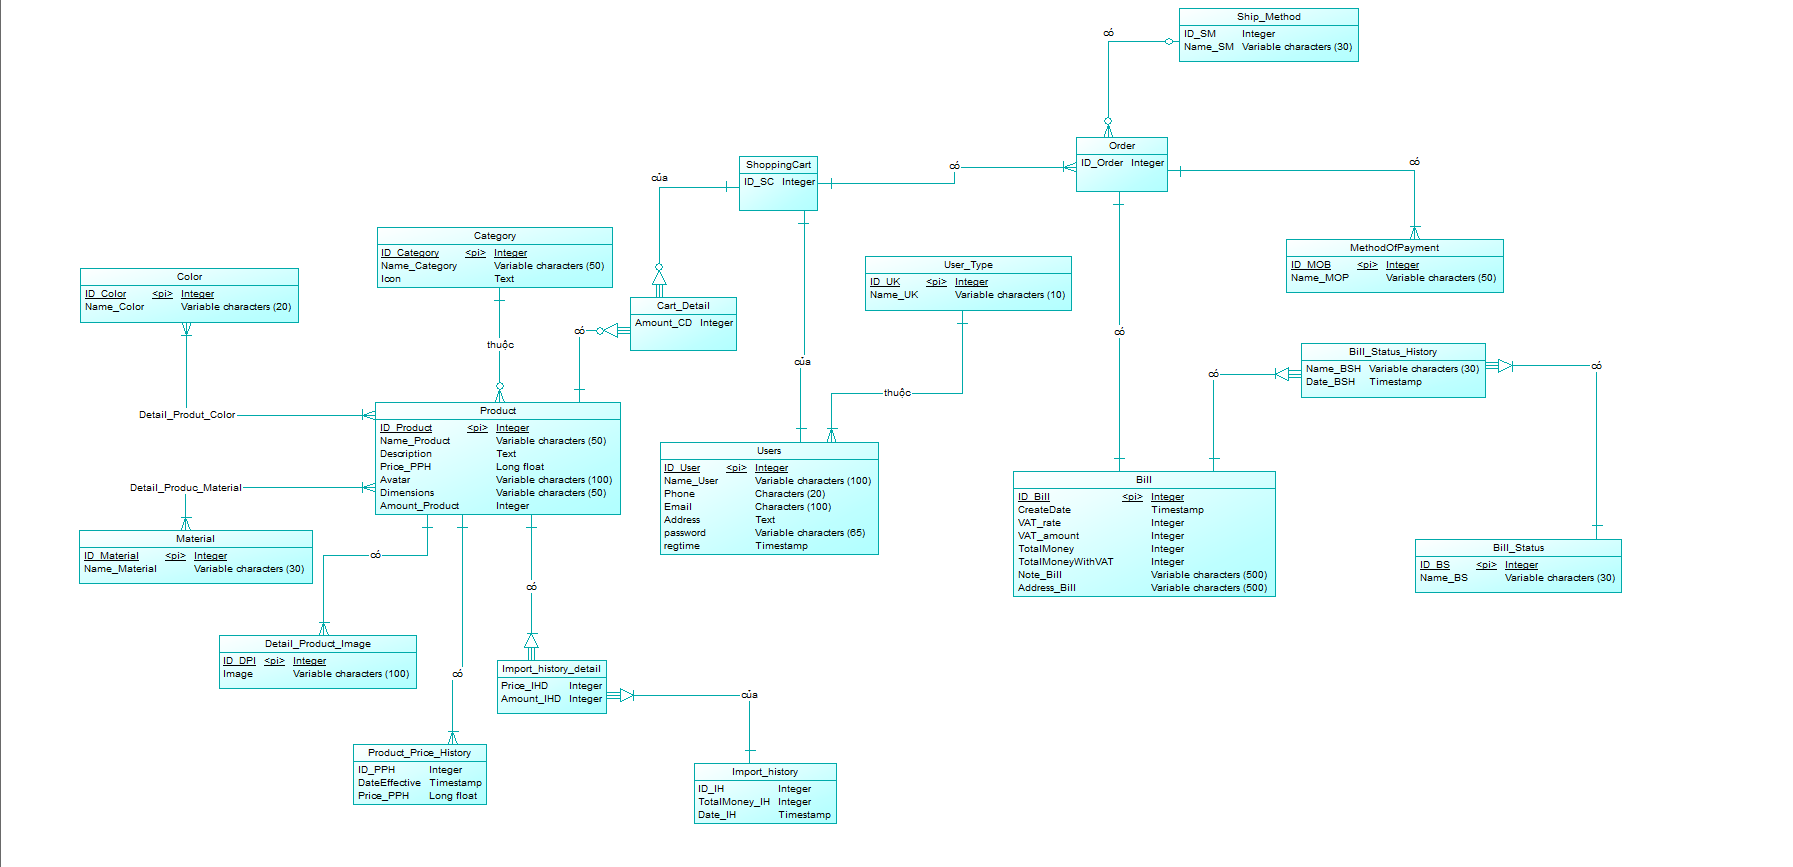 Ship_Method
ID_SM Integer
Name_SM Variable characters (30)
có
Order
ID_Order Integer
có
có
ShoppingCart
ID_SC Integer
của
Category
ID_Category <pi> Integer
Name_Category Variable characters (50)
Icon Text
MethodOfPayment
ID_MOB <pi> Integer
Name_MOP Variable characters (50)
User_Type
ID_UK <pi> Integer
Name_UK Variable characters (10)
Color
ID_Color <pi> Integer
Name_Color Variable characters (20)
Cart_Detail
Amount_CD Integer
có
thuộc
có
của
Bill_Status_History
Name_BSH Variable characters (30)
Date_BSH Timestamp
có
có
thuộc
Detail_Produt_Color
Product
ID_Product <pi> Integer
Name_Product Variable characters (50)
Description Text
Price_PPH Long float
Avatar Variable characters (100)
Dimensions Variable characters (50)
Amount_Product Integer
Users
ID_User <pi> Integer
Name_User Variable characters (100)
Phone Characters (20)
Email Characters (100)
Address Text
password Variable characters (65)
regtime Timestamp
Bill
ID_Bill <pi> Integer
CreateDate Timestamp
VAT_rate Integer
VAT_amount Integer
TotalMoney Integer
TotalMoneyWithVAT Integer
Note_Bill Variable characters (500)
Address_Bill Variable characters (500)
Detail_Produc_Material
Material
ID_Material <pi> Integer
Name_Material Variable characters (30)
Bill_Status
ID_BS <pi> Integer
Name_BS Variable characters (30)
có
có
Detail_Product_Image
ID_DPI <pi> Integer
Image Variable characters (100)
có
Import_history_detail
Price_IHD Integer
Amount_IHD Integer
của
Product_Price_History
ID_PPH Integer
DateEffective Timestamp
Price_PPH Long float
Import_history
ID_IH Integer
TotalMoney_IH Integer
Date_IH Timestamp